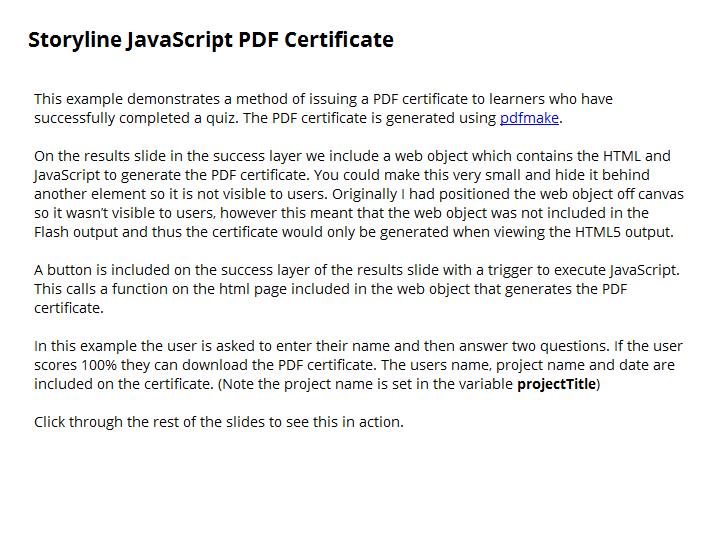 Storyline JavaScript PDF Certificate
This example demonstrates a method of issuing a PDF certificate to learners who have
successfully completed a quiz. The PDF certificate is generated using pdfmake.
On the results slide in the success layer we include a web object which contains the HTML and
JavaScript to generate the PDF certificate. You could make this very small and hide it behind
another element so it is not visible to users. Originally I had positioned the web object off canvas
so it wasn't visible to users, however this meant that the web object was not included in the
Flash output and thus the certificate would only be generated when viewing the HTML5 output.
A button is included on the success layer of the results slide with a trigger to execute JavaScript.
This calls a function on the html page included in the web object that generates the PDF
certificate.
In this example the user is asked to enter their name and then answer two questions. If the user
scores 100% they can download the PDF certificate. The users name, project name and date are
included on the certificate. (Note the project name is set in the variable projectTitle)
Click through the rest of the slides to see this in action.